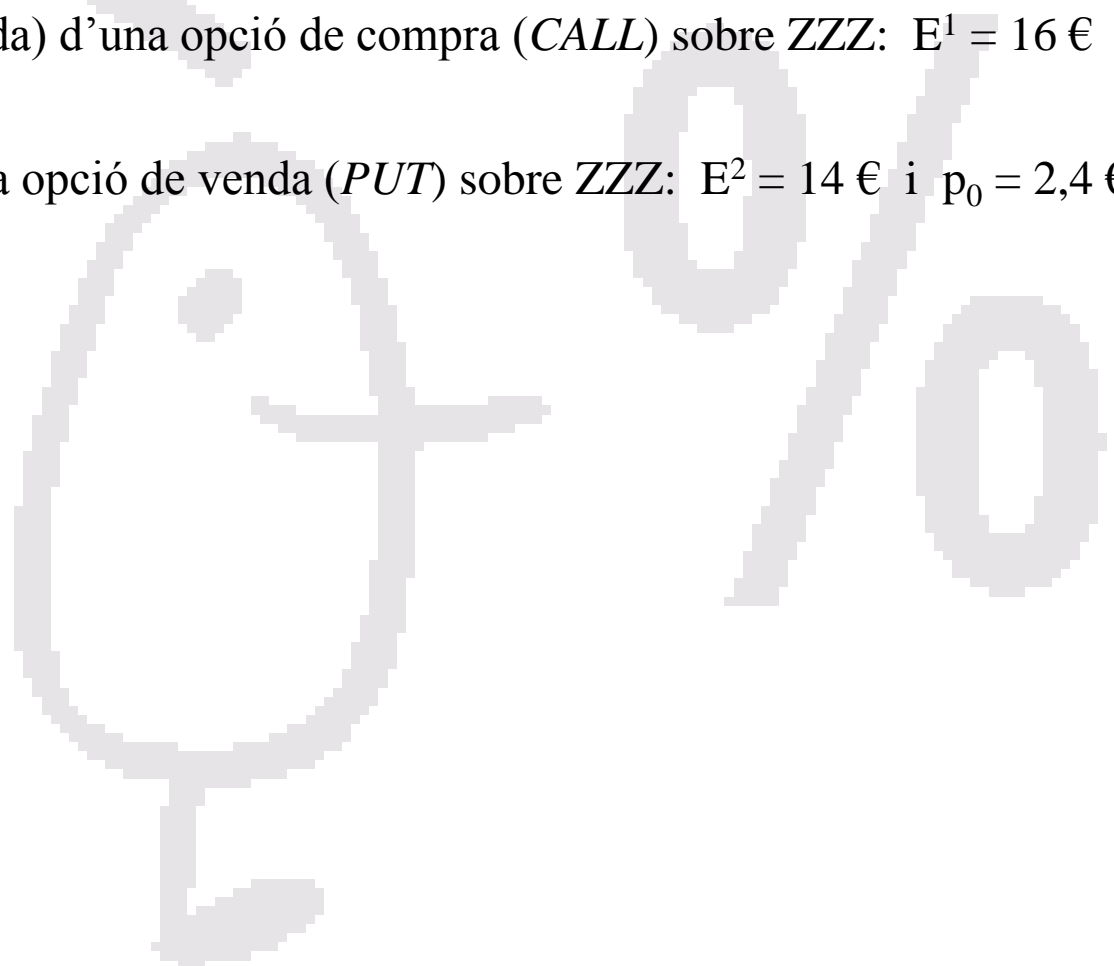 da) d’una opció de compra (CALL) sobre ZZZ: E¹ = 16 €
a opció de venda (PUT) sobre ZZZ: E² = 14 € i p₀ = 2,4 €